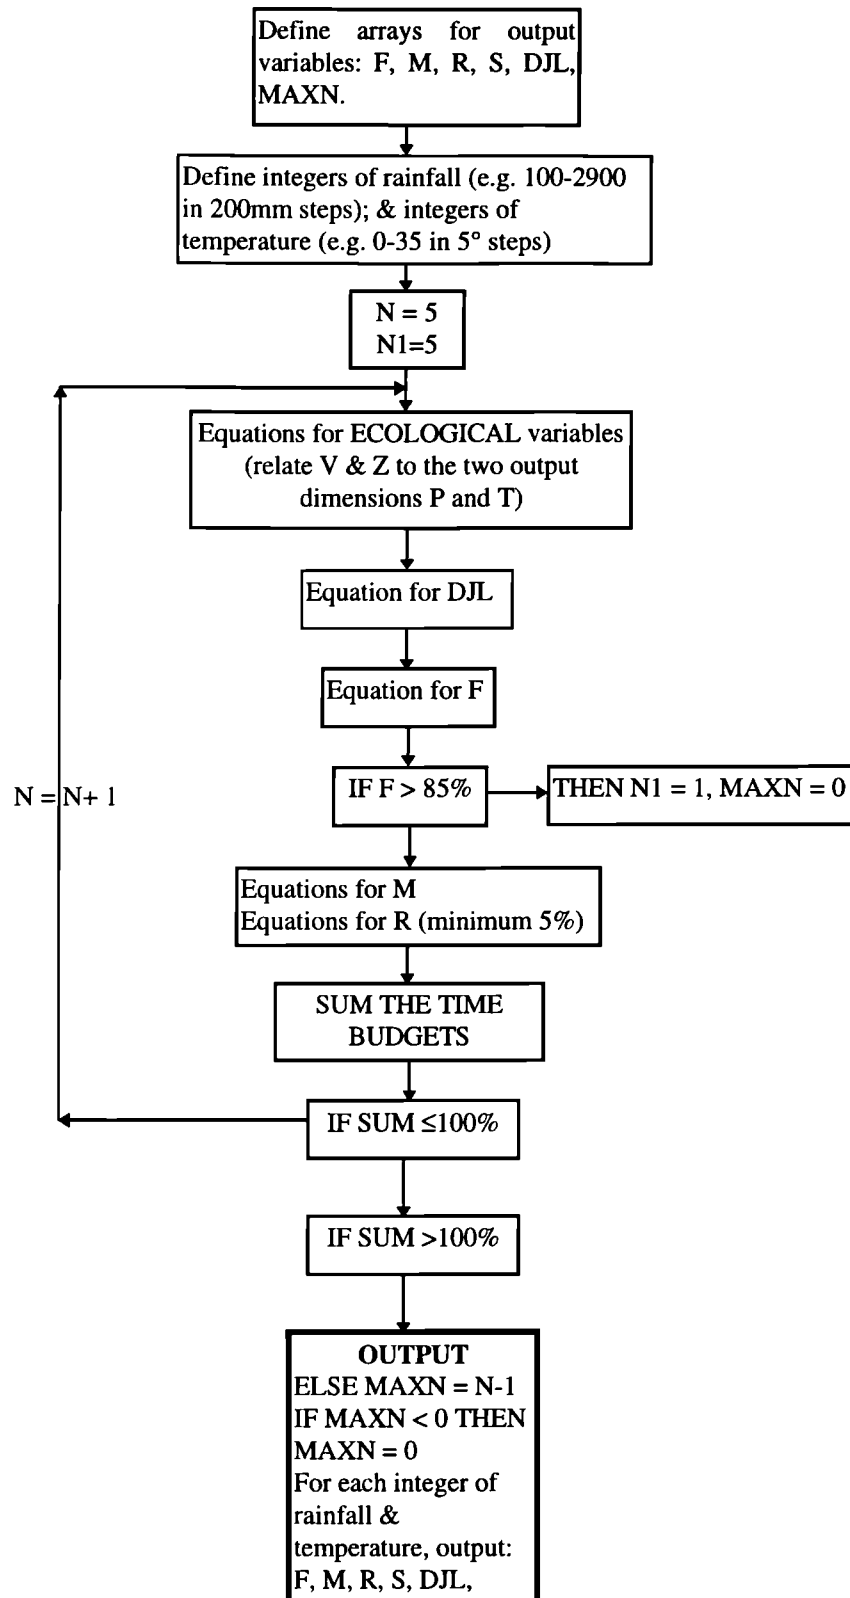 Define arrays for output
variables: F, M, R, S, DJL,
MAXN.
Define integers of rainfall (e.g. 100-2900
in 200mm steps); & integers of
temperature (e.g. 0-35 in 5° steps)
N = 5
N1=5
Equations for ECOLOGICAL variables
(relate V & Z to the two output
dimensions P and T)
Equation for DJL
Equation for F
IF F > 85%
THEN N1 = 1, MAXN = 0
N = N+ 1
Equations for M
Equations for R (minimum 5%)
SUM THE TIME
BUDGETS
IF SUM ≤100%
IF SUM >100%
OUTPUT
ELSE MAXN = N-1
IF MAXN < 0 THEN
MAXN = 0
For each integer of
rainfall &
temperature, output:
F, M, R, S, DJL,